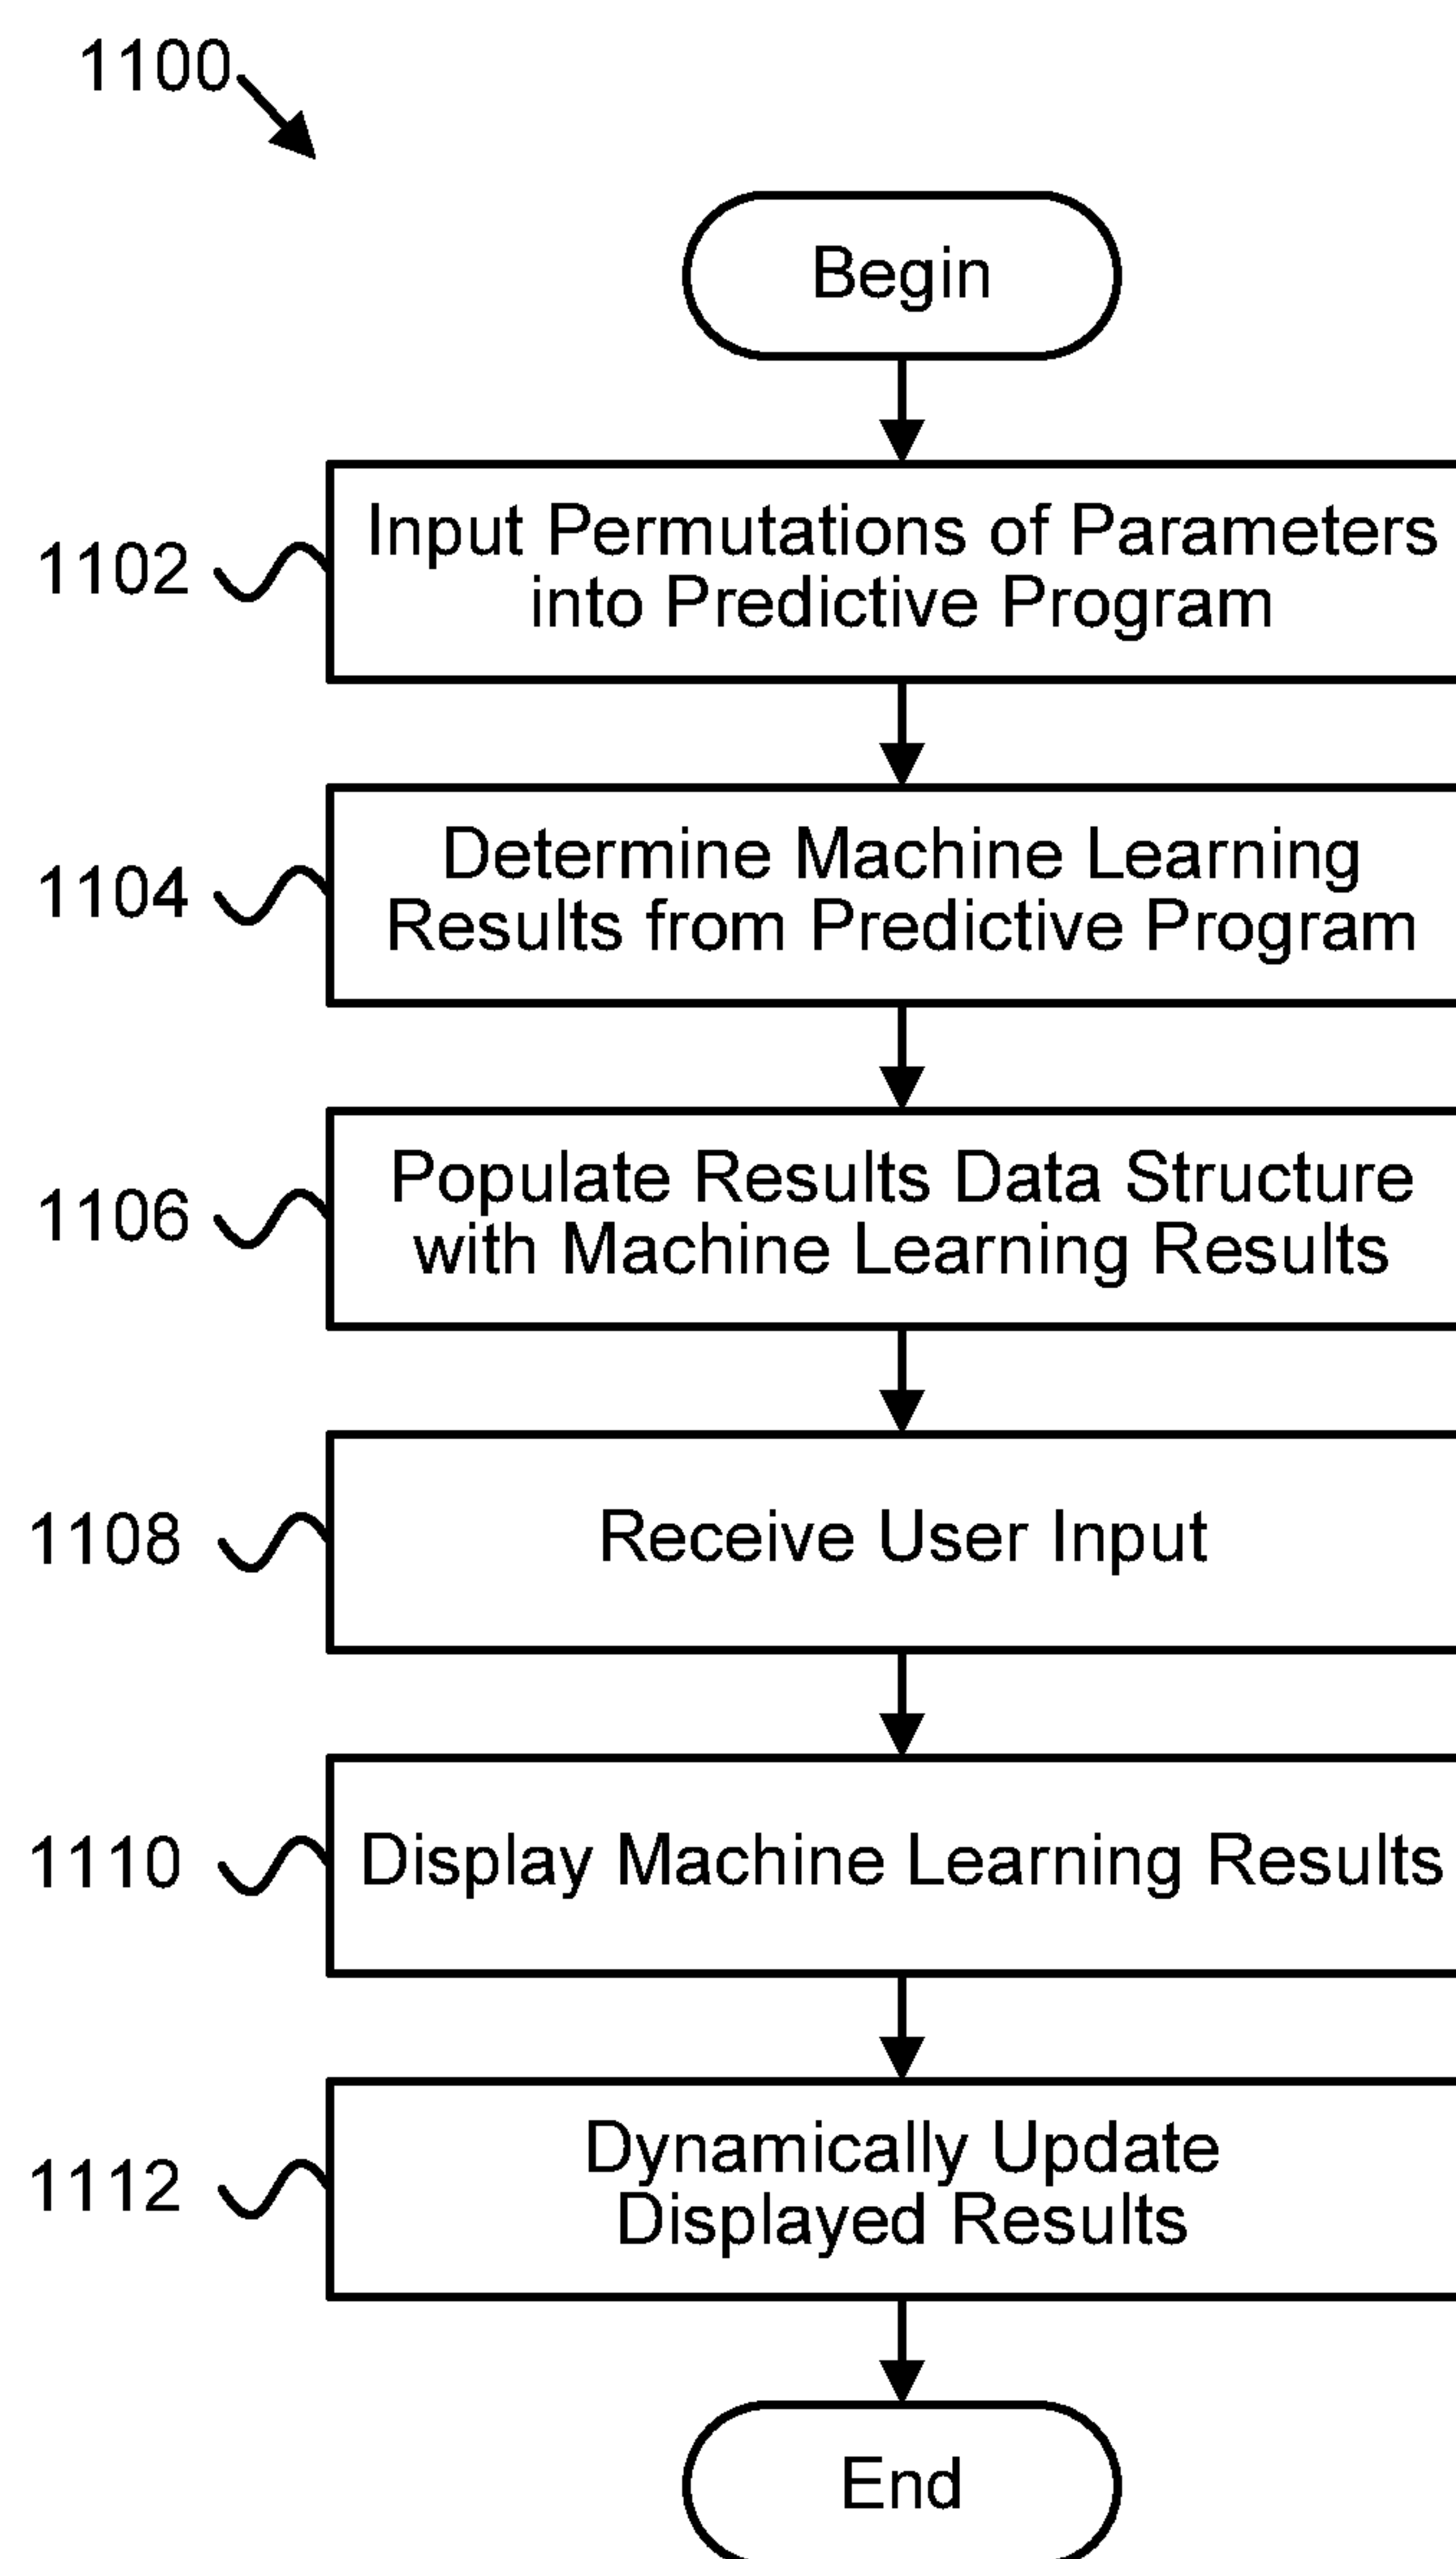 1100
Begin
1102
Input Permutations of Parameters
into Predictive Program
1104
Determine Machine Learning
Results from Predictive Program
1106
Populate Results Data Structure
with Machine Learning Results
1108
Receive User Input
1110
Display Machine Learning Results
1112
Dynamically Update
Displayed Results
End